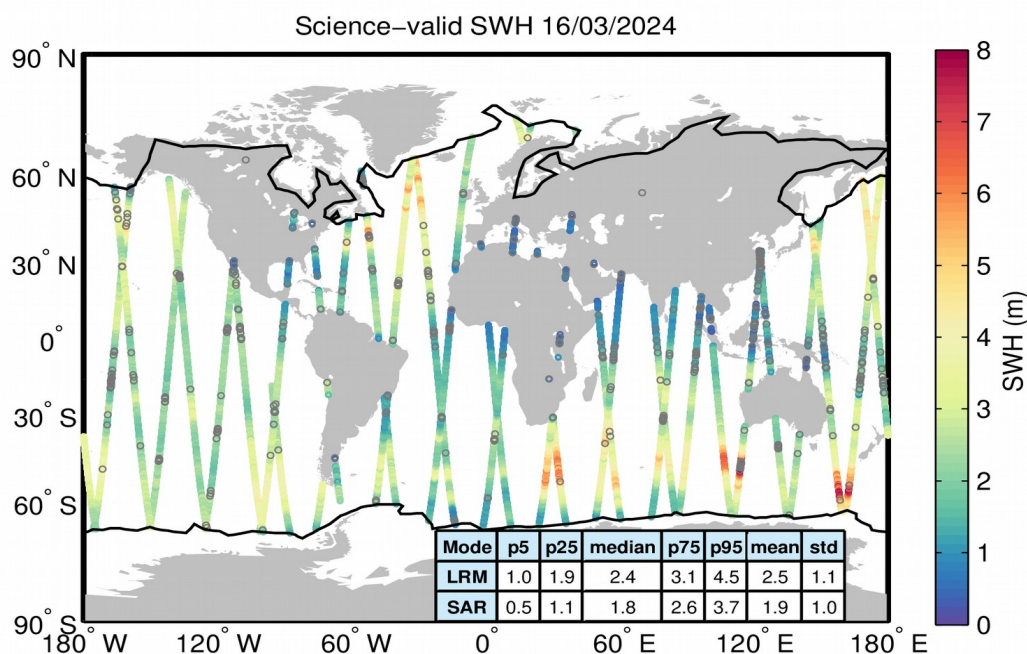 Science–valid SWH 16/03/2024
90° N
60° N
30° N
0°
30° S
60° S
90° S
180° W
120° W
60° W
0°
60° E
120° E
180° E
8
7
6
5
4
3
2
1
0
SWH (m)
Mode p5 p25 median p75 p95 mean std
LRM 1.0 1.9 2.4 3.1 4.5 2.5 1.1
SAR 0.5 1.1 1.8 2.6 3.7 1.9 1.0